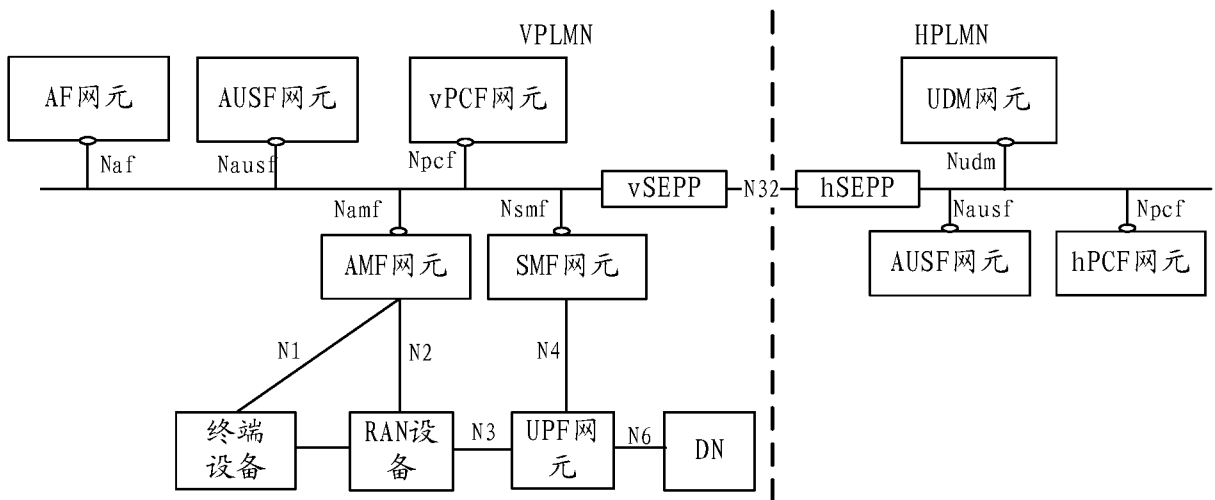 VPLMN
HPLMN
AF网元
AUSF网元
vPCF网元
UDM网元
Naf
Nausf
Npcf
Nudm
vSEPP
N32
hSEPP
Namf
Nsmf
Nausf
Npcf
AMF网元
SMF网元
AUSF网元
hPCF网元
N1
N2
N4
终端
设备
RAN设
备
N3
UPF网
元
N6
DN